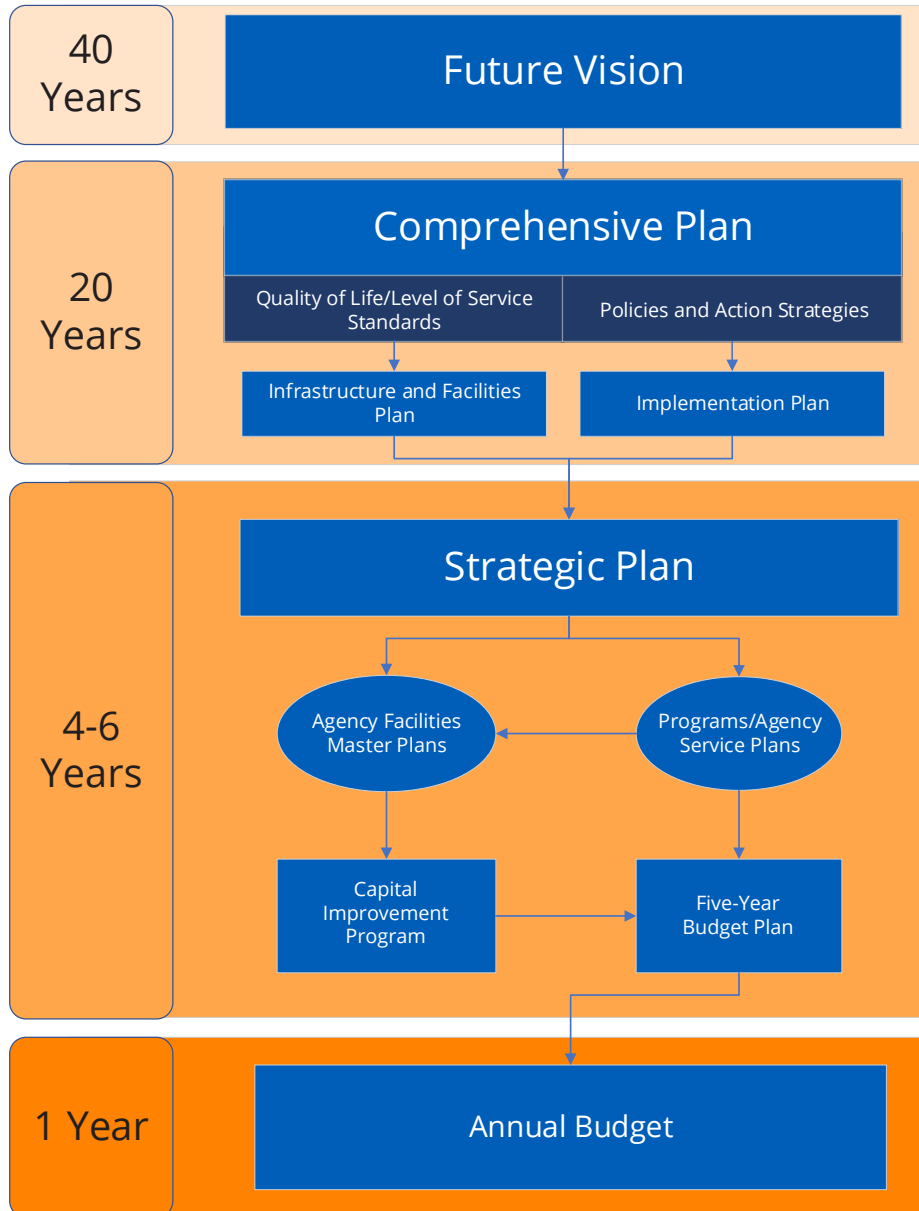 40
Years
Future Vision
20
Years
Comprehensive Plan
Quality of Life/Level of Service
Standards
Policies and Action Strategies
Infrastructure and Facilities
Plan
Implementation Plan
4-6
Years
Strategic Plan
Agency Facilities
Master Plans
Programs/Agency
Service Plans
Capital
Improvement
Program
Five-Year
Budget Plan
1 Year
Annual Budget